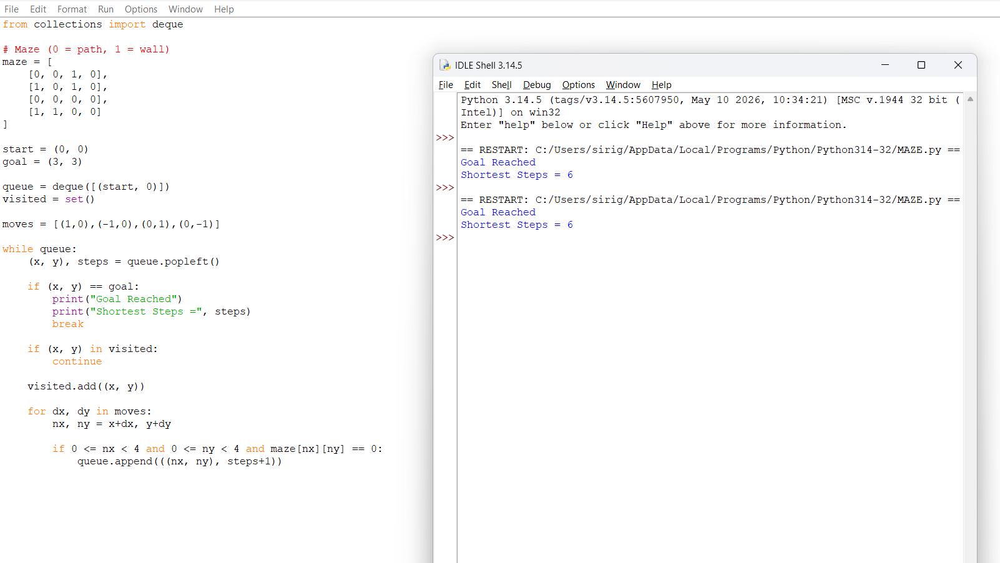 File Edit Format Run Options Window Help
from collections import deque
# Maze (0 = path, 1 = wall)
maze = [
    [0, 0, 1, 0],
    [1, 0, 1, 0],
    [0, 0, 0, 0],
    [1, 1, 0, 0]
]
start = (0, 0)
goal = (3, 3)
queue = deque([(start, 0)])
visited = set()
moves = [(1,0),(-1,0),(0,1),(0,-1)]
while queue:
    (x, y), steps = queue.popleft()
    if (x, y) == goal:
        print("Goal Reached")
        print("Shortest Steps =", steps)
        break
    if (x, y) in visited:
        continue
    visited.add((x, y))
    for dx, dy in moves:
        nx, ny = x+dx, y+dy
        if 0 <= nx < 4 and 0 <= ny < 4 and maze[nx][ny] == 0:
            queue.append(((nx, ny), steps+1))
IDLE Shell 3.14.5
File Edit Shell Debug Options Window Help
Python 3.14.5 (tags/v3.14.5:5607950, May 10 2026, 10:34:21) [MSC v.1944 32 bit (
Intel)] on win32
Enter "help" below or click "Help" above for more information.
>>>
== RESTART: C:/Users/sirig/AppData/Local/Programs/Python/Python314-32/MAZE.py ==
Goal Reached
Shortest Steps = 6
>>>
== RESTART: C:/Users/sirig/AppData/Local/Programs/Python/Python314-32/MAZE.py ==
Goal Reached
Shortest Steps = 6
>>>